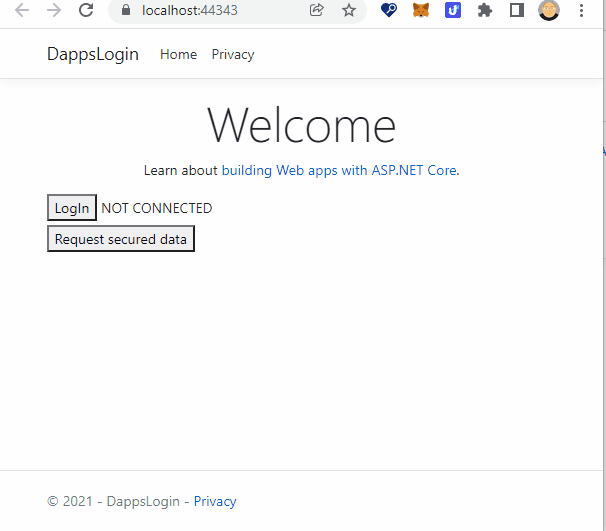 localhost:44343
DappsLogin Home Privacy
Welcome
Learn about building Web apps with ASP.NET Core.
LogIn NOT CONNECTED
Request secured data
© 2021 - DappsLogin - Privacy